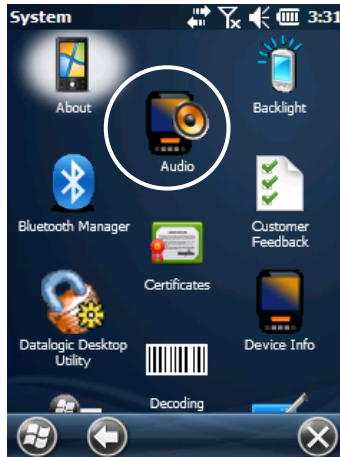 System
3:31
About
Audio
Backlight
Bluetooth Manager
Certificates
Customer
Feedback
Datalogic Desktop
Utility
Decoding
Device Info